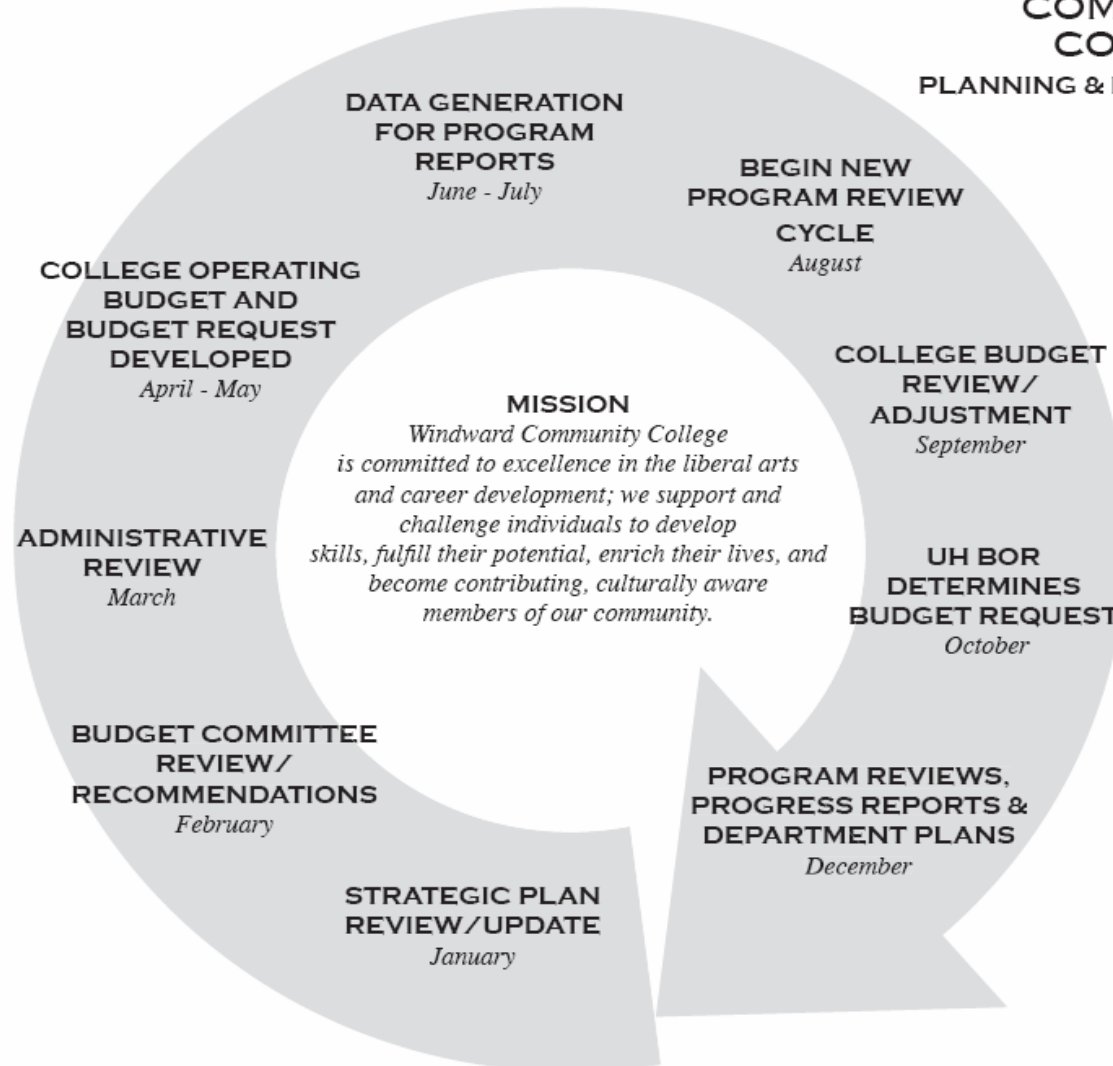 COM
CO
PLANNING &
DATA GENERATION
FOR PROGRAM
REPORTS
June - July
BEGIN NEW
PROGRAM REVIEW
CYCLE
August
COLLEGE OPERATING
BUDGET AND
BUDGET REQUEST
DEVELOPED
April - May
COLLEGE BUDGET
REVIEW/
ADJUSTMENT
September
MISSION
Windward Community College
is committed to excellence in the liberal arts
and career development; we support and
challenge individuals to develop
skills, fulfill their potential, enrich their lives, and
become contributing, culturally aware
members of our community.
ADMINISTRATIVE
REVIEW
March
UH BOR
DETERMINES
BUDGET REQUEST
October
BUDGET COMMITTEE
REVIEW/
RECOMMENDATIONS
February
PROGRAM REVIEWS,
PROGRESS REPORTS &
DEPARTMENT PLANS
December
STRATEGIC PLAN
REVIEW/UPDATE
January